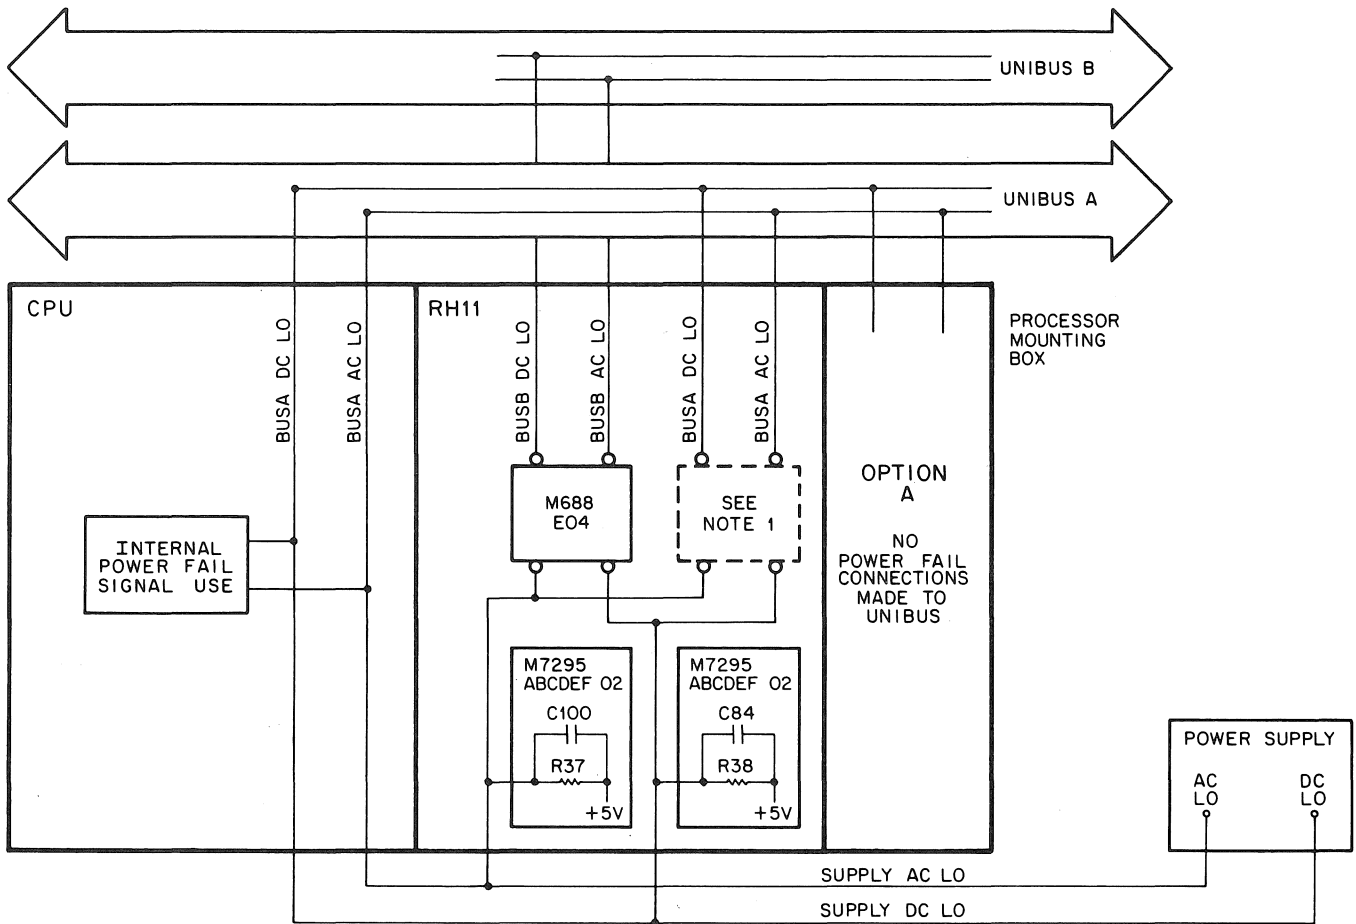 UNIBUS B
UNIBUS A
CPU
RH11
PROCESSOR
MOUNTING
BOX
BUSA DC LO
BUSA AC LO
BUSB DC LO
BUSB AC LO
BUSA DC LO
BUSA AC LO
M688
E04
SEE
NOTE 1
OPTION
A
NO
POWER FAIL
CONNECTIONS
MADE TO
UNIBUS
INTERNAL
POWER FAIL
SIGNAL USE
M7295
ABCDEF 02
C100
R37
+5V
M7295
ABCDEF 02
C84
R38
+5V
POWER SUPPLY
AC
LO
DC
LO
SUPPLY AC LO
SUPPLY DC LO